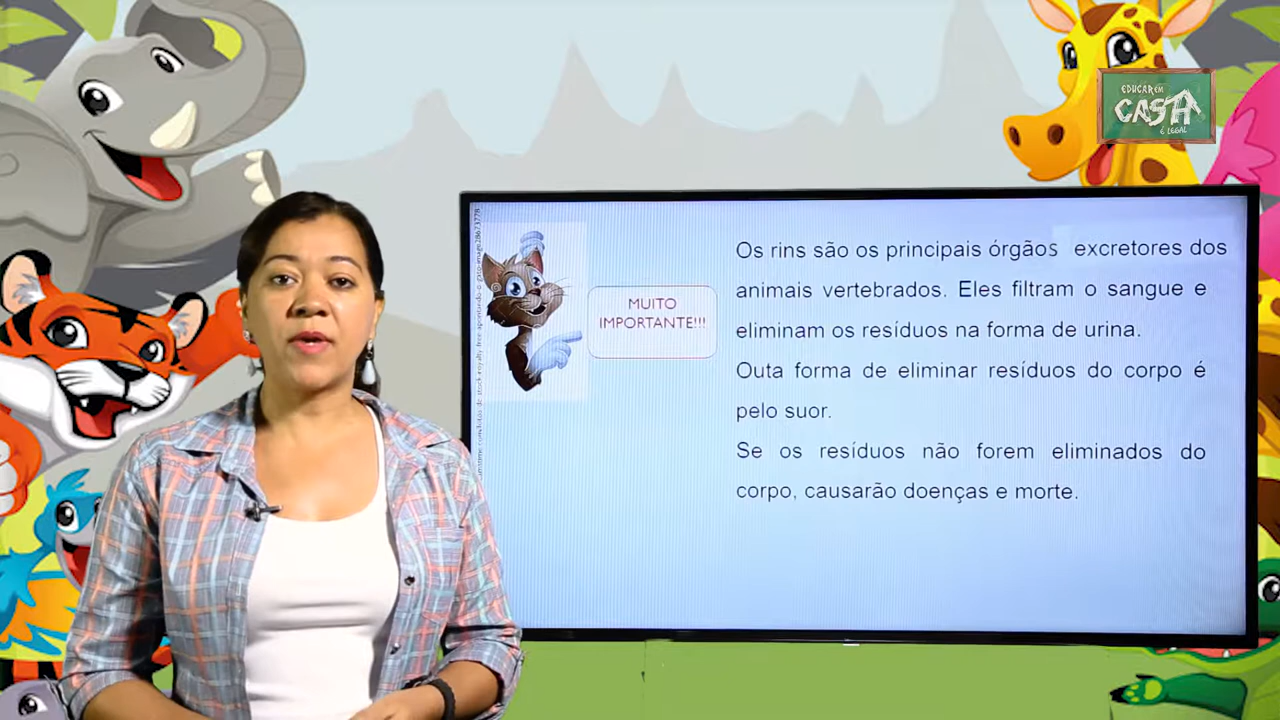 EDUCAR EM
CASA
É LEGAL
MUITO
IMPORTANTE!!!
Os rins são os principais órgãos excretores dos
animais vertebrados. Eles filtram o sangue e
eliminam os resíduos na forma de urina.
Outa forma de eliminar resíduos do corpo é
pelo suor.
Se os resíduos não forem eliminados do
corpo, causarão doenças e morte.